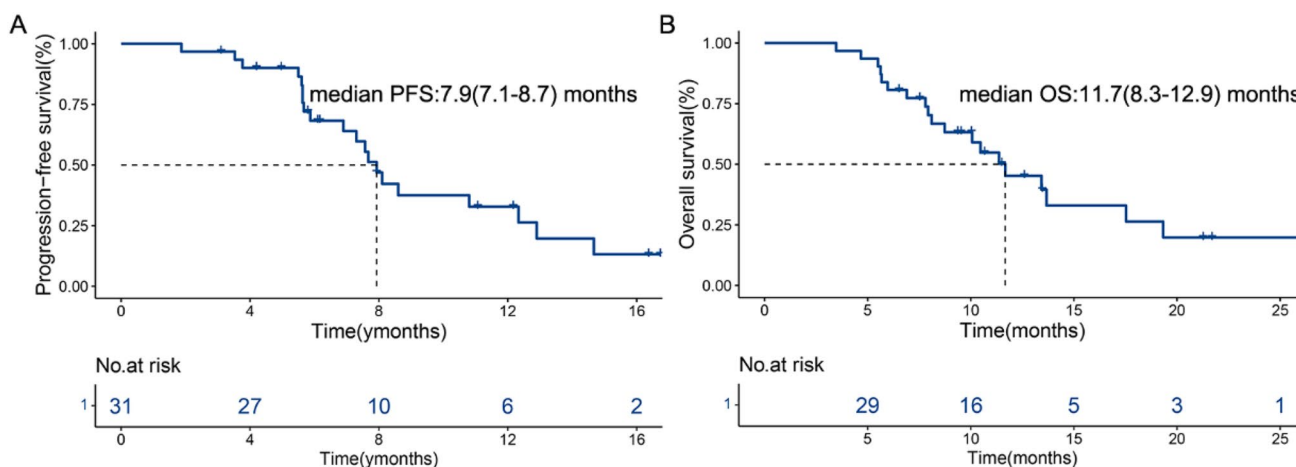 A
Progression-free survival(%)
1.00
0.75
0.50
0.25
0.00
median PFS:7.9(7.1-8.7) months
0 4 8 12 16
Time(ymonths)
No.at risk
1 31 27 10 6 2
0 4 8 12 16
Time(ymonths)
B
Overall survival(%)
1.00
0.75
0.50
0.25
0.00
median OS:11.7(8.3-12.9) months
0 5 10 15 20 25
Time(months)
No.at risk
1 29 16 5 3 1
5 10 15 20 25
Time(months)